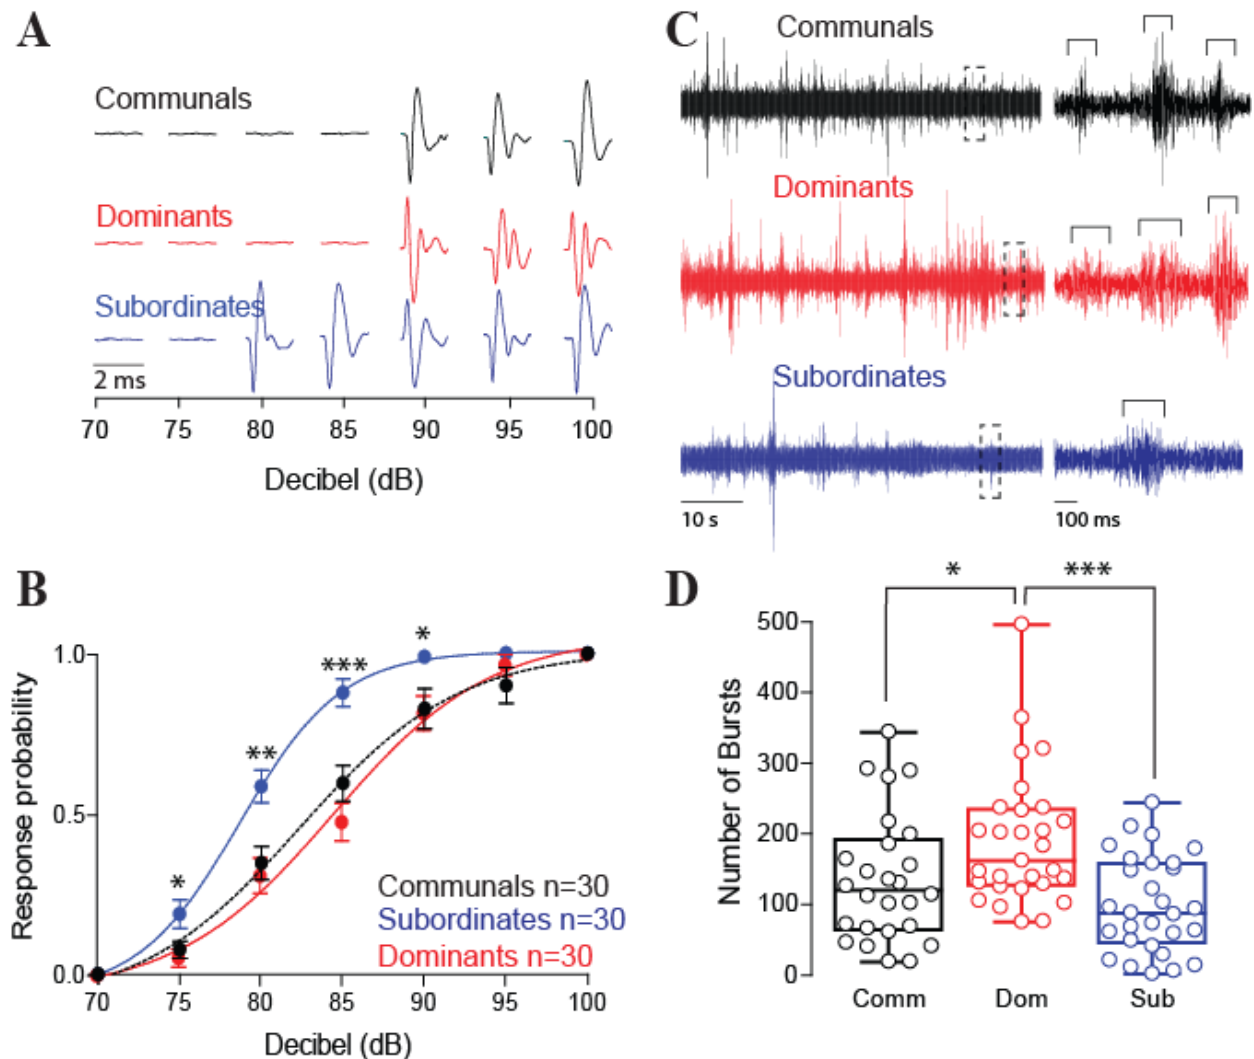 A
Communals
Dominants
Subordinates
2 ms
70 75 80 85 90 95 100
Decibel (dB)
B
Response probability
1.0
0.5
0.0
*
**
***
*
Communals n=30
Subordinates n=30
Dominants n=30
70 75 80 85 90 95 100
Decibel (dB)
C
Communals
Dominants
Subordinates
10 s
100 ms
D
* ***
Number of Bursts
500
400
300
200
100
0
Comm Dom Sub